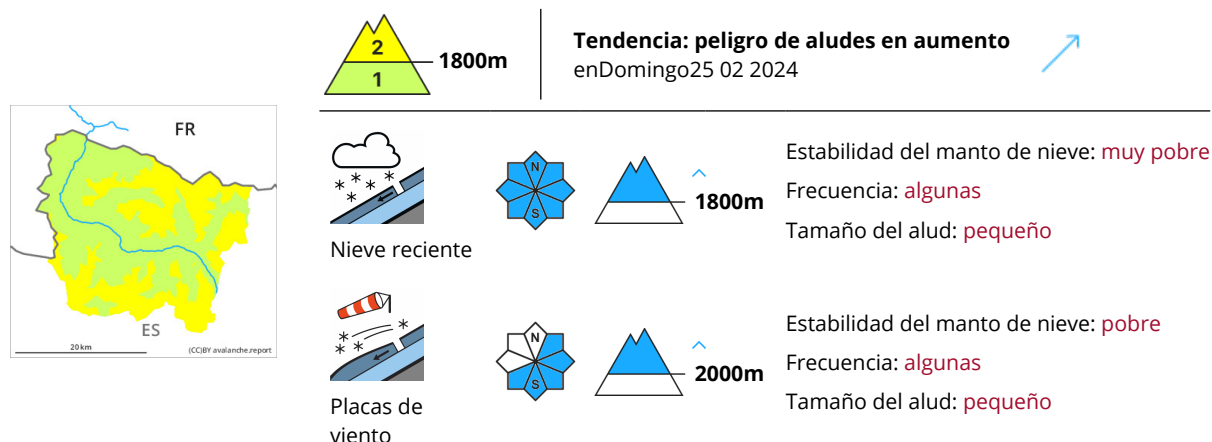 2
1
1800m
Tendencia: peligro de aludes en aumento
enDomingo25 02 2024
FR
ES
20 km
(CC)BY avalanche.report
Nieve reciente
N
S
1800m
Estabilidad del manto de nieve: muy pobre
Frecuencia: algunas
Tamaño del alud: pequeño
Placas de
viento
N
S
2000m
Estabilidad del manto de nieve: pobre
Frecuencia: algunas
Tamaño del alud: pequeño